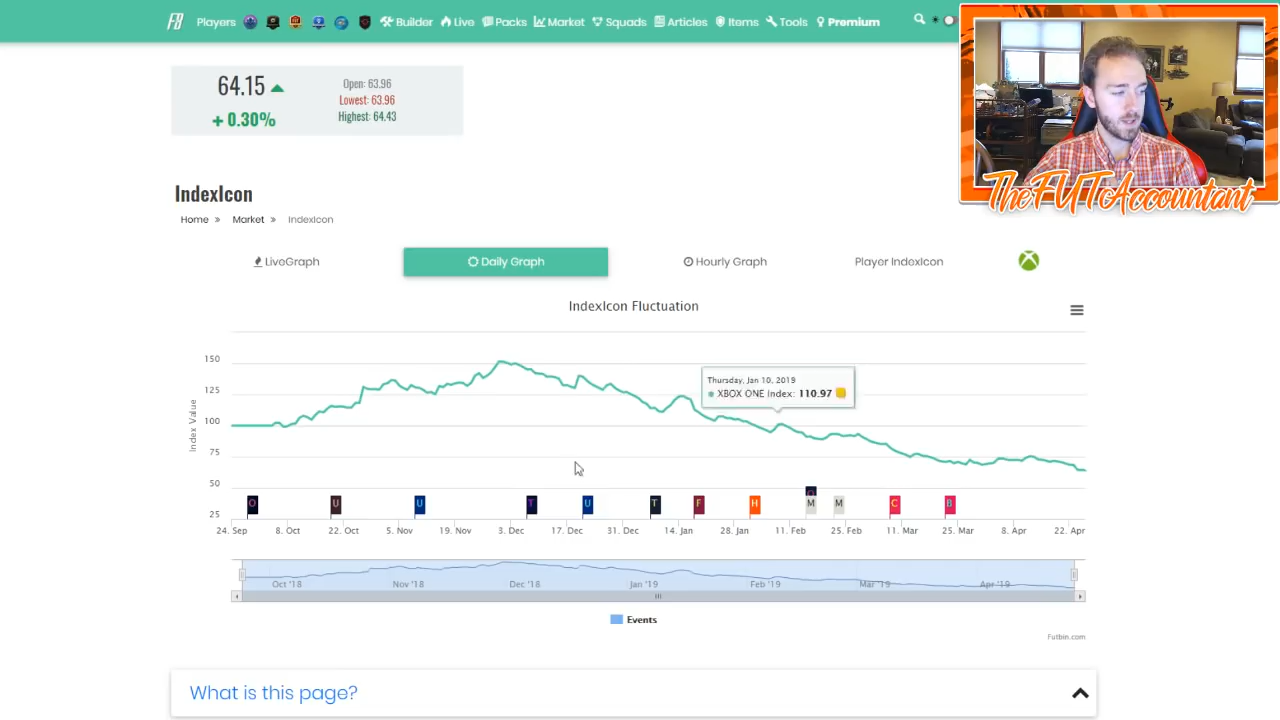 FB Players Builder Live Packs Market Squads Articles Items Tools Premium
64.15
+ 0.30%
Open: 63.96
Lowest: 63.96
Highest: 64.43
TheFUTAccountant
IndexIcon
Home » Market » IndexIcon
LiveGraph Daily Graph Hourly Graph Player IndexIcon
IndexIcon Fluctuation
Thursday, Jan 10, 2019
XBOX ONE Index: 110.97
Index Value
150
125
100
75
50
25
O U U T U T F H M M C B
24. Sep 8. Oct 22. Oct 5. Nov 19. Nov 3. Dec 17. Dec 31. Dec 14. Jan 28. Jan 11. Feb 25. Feb 11. Mar 25. Mar 8. Apr 22. Apr
Oct '18 Nov '18 Dec '18 Jan '19 Feb '19 Mar '19 Apr '19
Events
Futbin.com
What is this page?